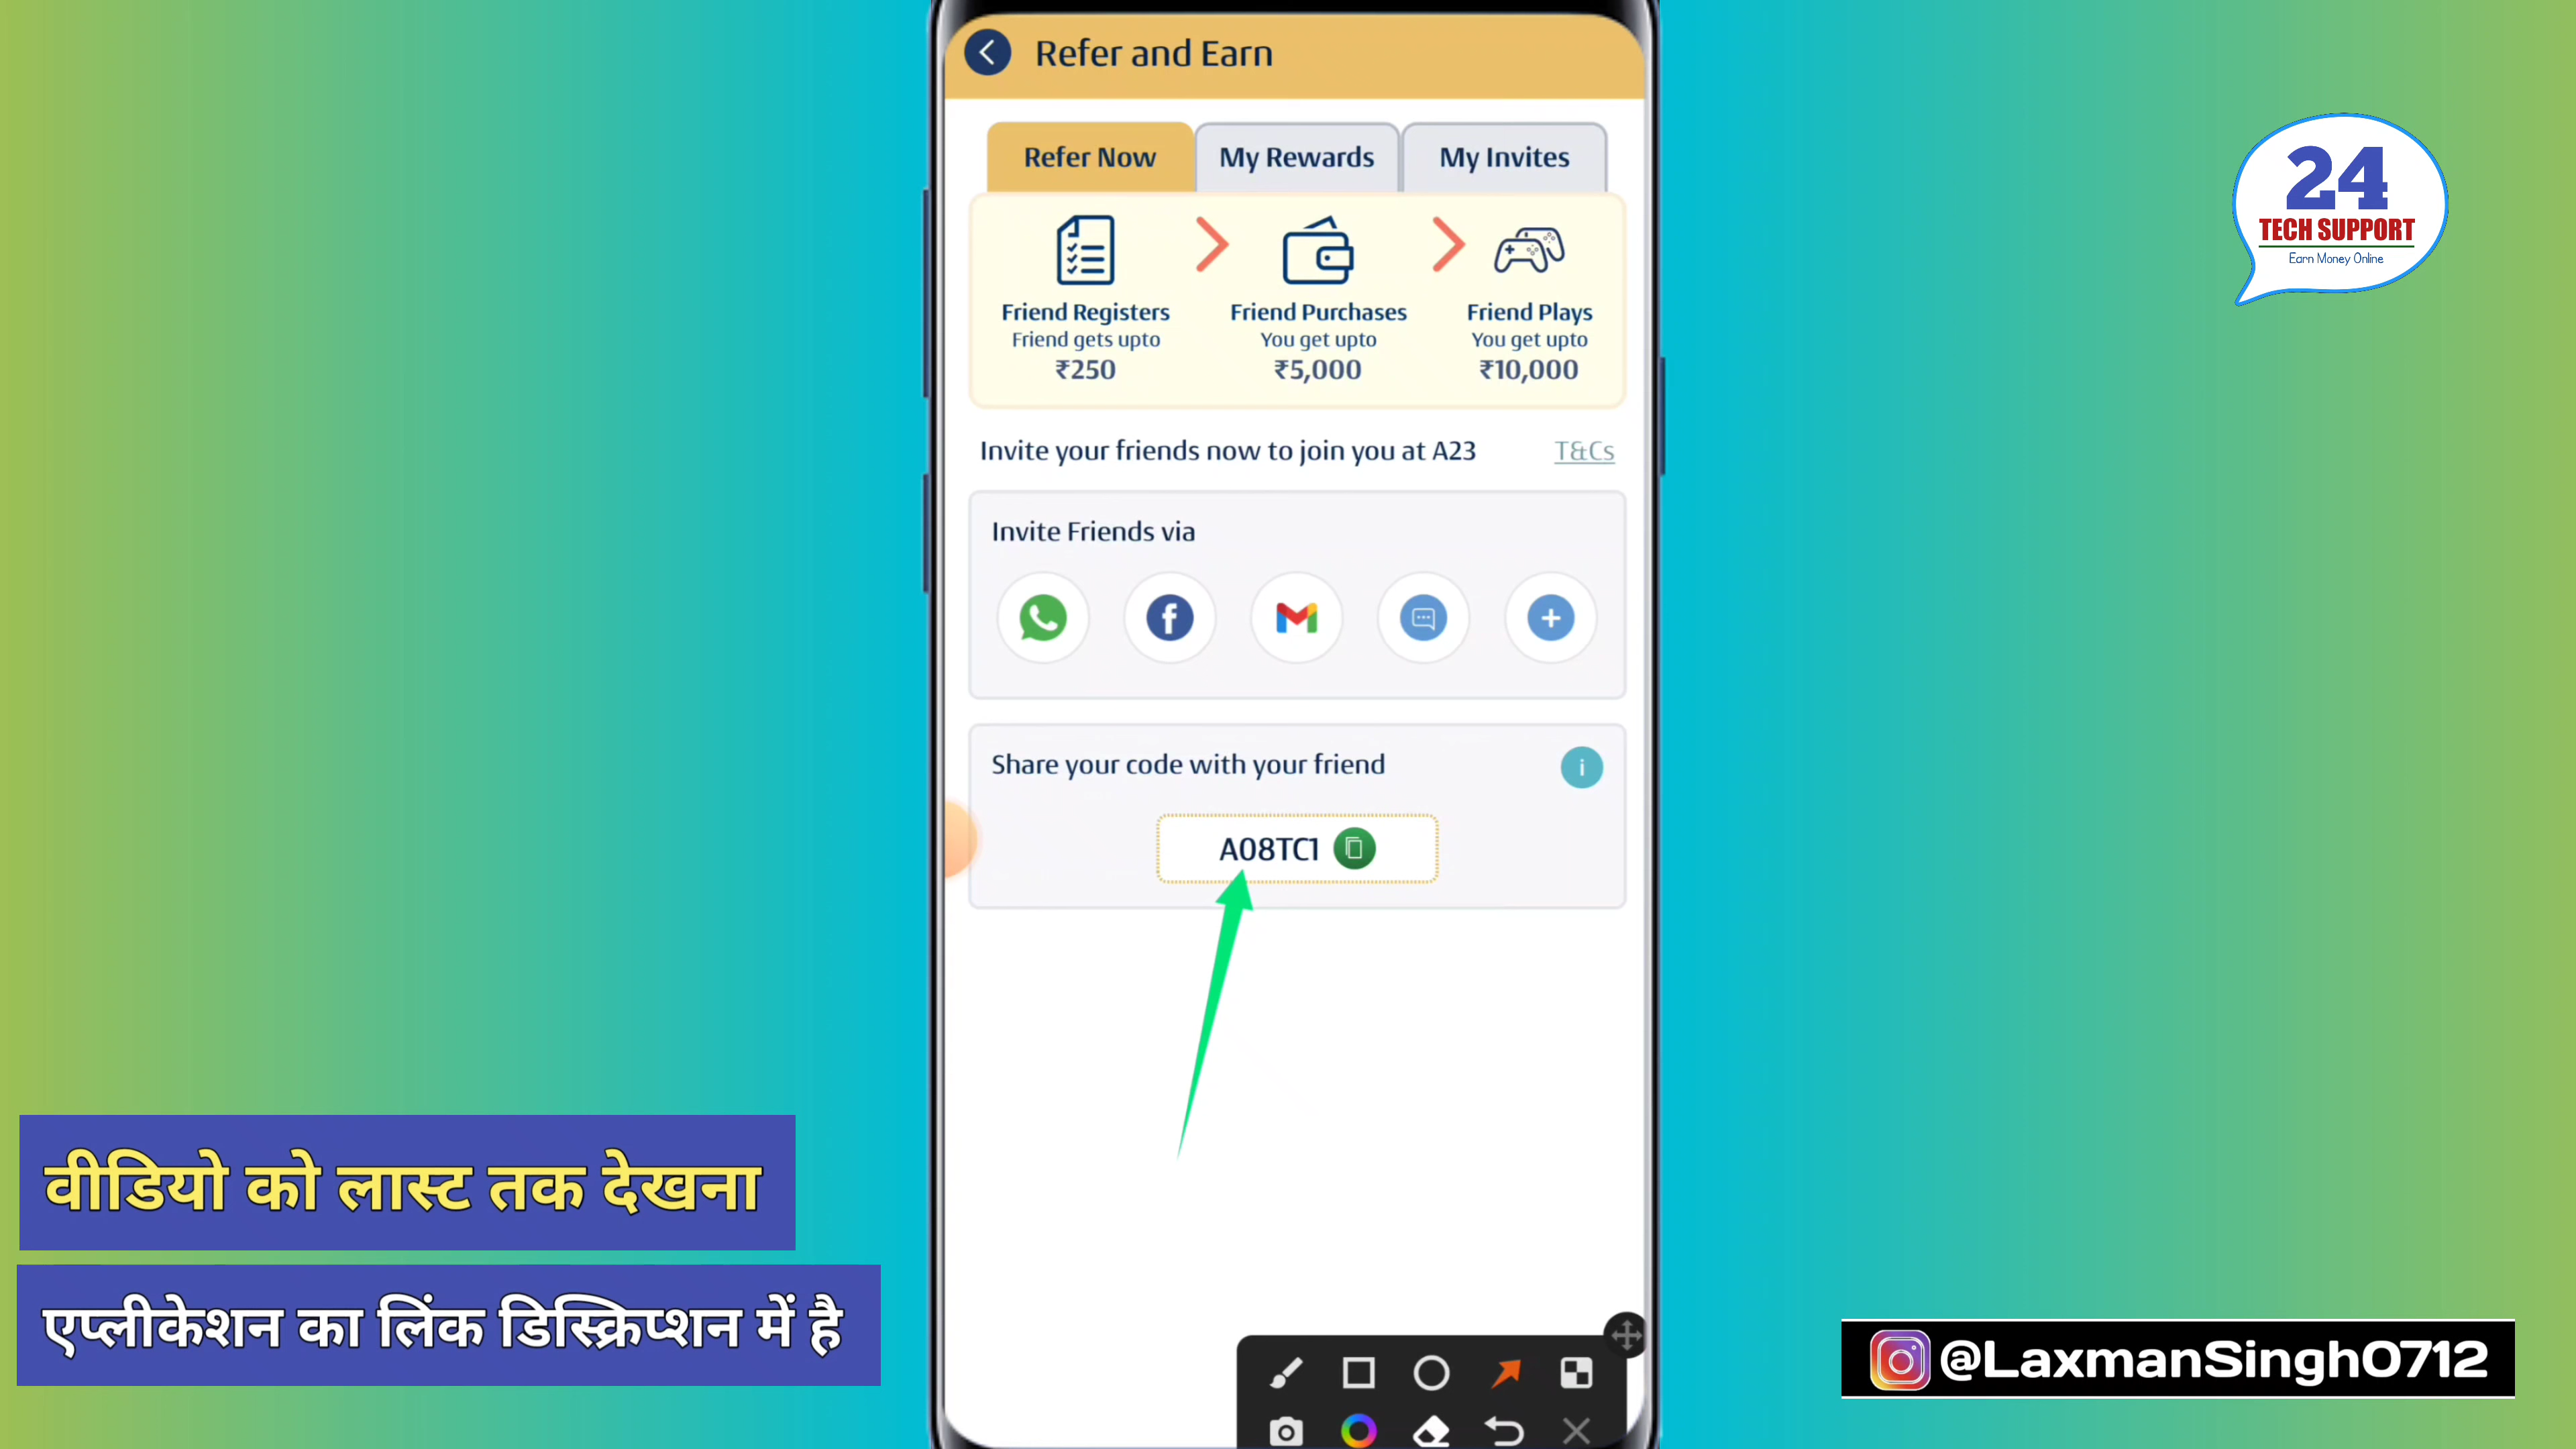 Refer and Earn
Refer Now
My Rewards
My Invites
Friend Registers
Friend gets upto
₹250
Friend Purchases
You get upto
₹5,000
Friend Plays
You get upto
₹10,000
Invite your friends now to join you at A23
T&Cs
Invite Friends via
Share your code with your friend
i
A08TC1
24
TECH SUPPORT
Earn Money Online
वीडियो को लास्ट तक देखना
एप्लीकेशन का लिंक डिस्क्रिप्शन में है
@LaxmanSingh0712